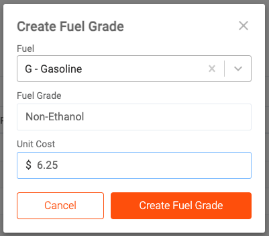 Create Fuel Grade
Fuel
G - Gasoline
Fuel Grade
Non-Ethanol
Unit Cost
$ 6.25
Cancel
Create Fuel Grade